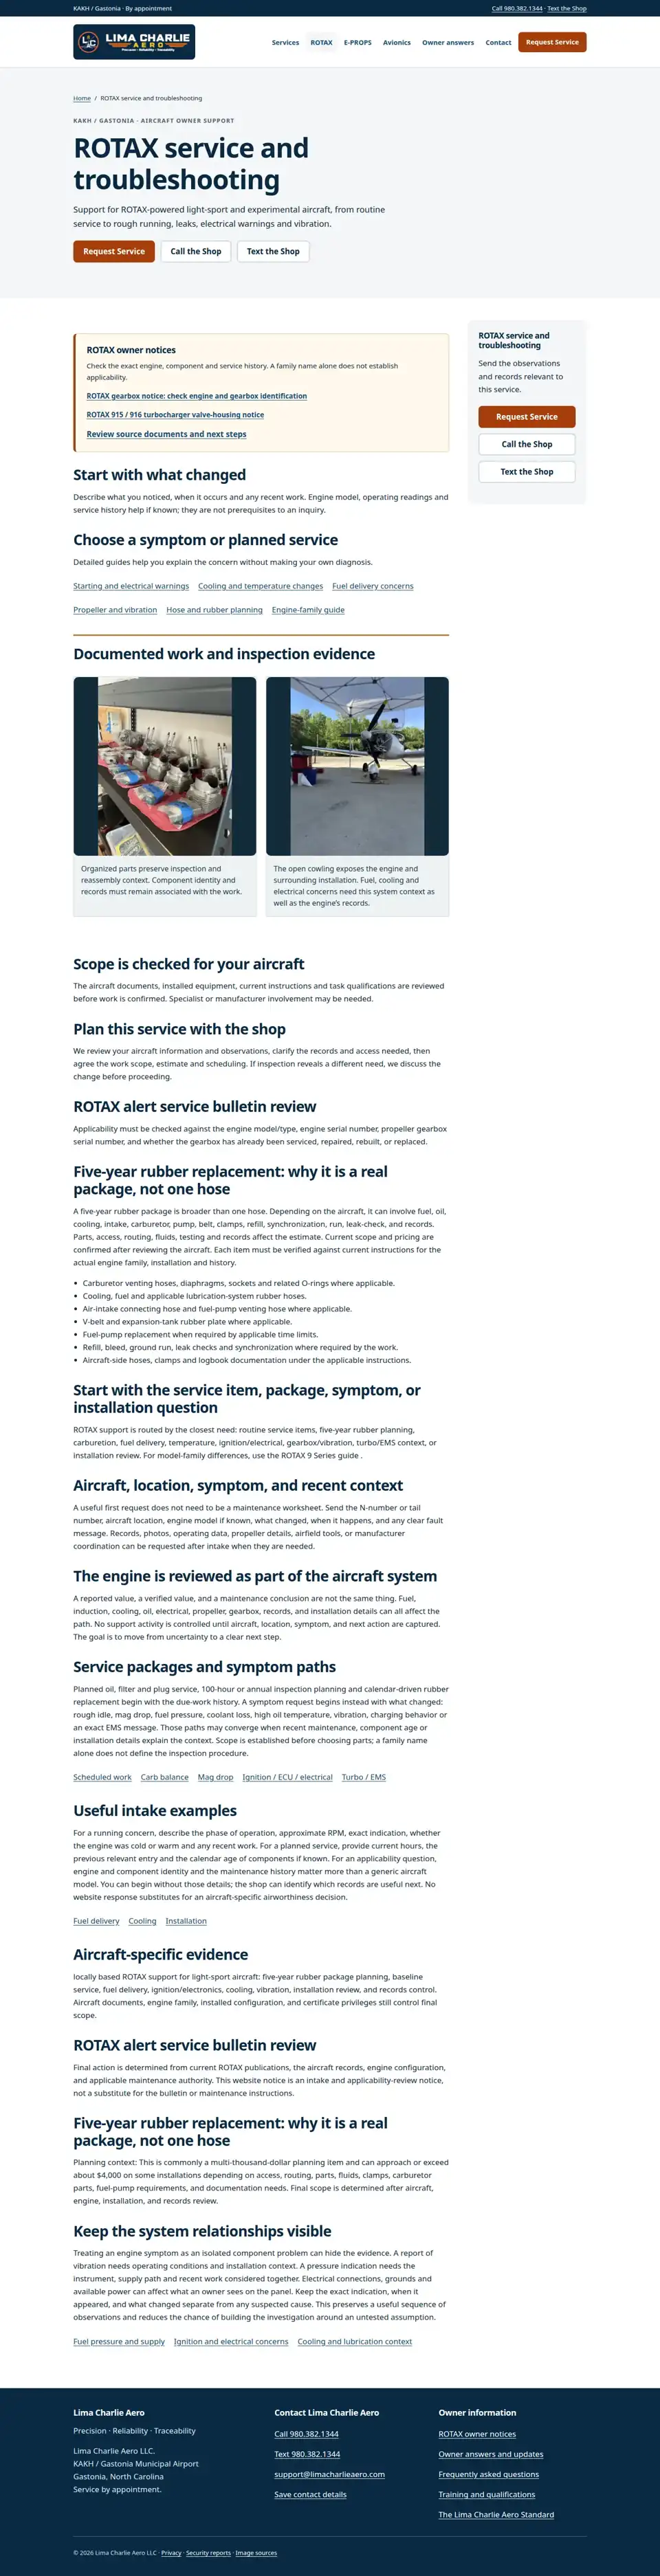 KAKH / Gastonia · By appointment
Call 980.382.1344 · Text the Shop
LIMA CHARLIE
AERO
Precision · Reliability · Traceability
Services ROTAX E-PROPS Avionics Owner answers Contact Request Service
Home / ROTAX service and troubleshooting
KAKH / GASTONIA · AIRCRAFT OWNER SUPPORT
ROTAX service and
troubleshooting
Support for ROTAX-powered light-sport and experimental aircraft, from routine
service to rough running, leaks, electrical warnings and vibration.
Request Service Call the Shop Text the Shop
ROTAX owner notices
Check the exact engine, component and service history. A family name alone does not establish
applicability.
ROTAX gearbox notice: check engine and gearbox identification
ROTAX 915 / 916 turbocharger valve-housing notice
Review source documents and next steps
ROTAX service and
troubleshooting
Send the observations
and records relevant to
this service.
Request Service
Call the Shop
Text the Shop
Start with what changed
Describe what you noticed, when it occurs and any recent work. Engine model, operating readings and
service history help if known; they are not prerequisites to an inquiry.
Choose a symptom or planned service
Detailed guides help you explain the concern without making your own diagnosis.
Starting and electrical warnings Cooling and temperature changes Fuel delivery concerns
Propeller and vibration Hose and rubber planning Engine-family guide
Documented work and inspection evidence
Organized parts preserve inspection and
reassembly context. Component identity and
records must remain associated with the work.
The open cowling exposes the engine and
surrounding installation. Fuel, cooling and
electrical concerns need this system context as
well as the engine's records.
Scope is checked for your aircraft
The aircraft documents, installed equipment, current instructions and task qualifications are reviewed
before work is confirmed. Specialist or manufacturer involvement may be needed.
Plan this service with the shop
We review your aircraft information and observations, clarify the records and access needed, then
agree the work scope, estimate and scheduling. If inspection reveals a different need, we discuss the
change before proceeding.
ROTAX alert service bulletin review
Applicability must be checked against the engine model/type, engine serial number, propeller gearbox
serial number, and whether the gearbox has already been serviced, repaired, rebuilt, or replaced.
Five-year rubber replacement: why it is a real
package, not one hose
A five-year rubber package is broader than one hose. Depending on the aircraft, it can involve fuel, oil,
cooling, intake, carburetor, pump, belt, clamps, refill, synchronization, run, leak-check, and records.
Parts, access, routing, fluids, testing and records affect the estimate. Current scope and pricing are
confirmed after reviewing the aircraft. Each item must be verified against current instructions for the
actual engine family, installation and history.
• Carburetor venting hoses, diaphragms, sockets and related O-rings where applicable.
• Cooling, fuel and applicable lubrication-system rubber hoses.
• Air-intake connecting hose and fuel-pump venting hose where applicable.
• V-belt and expansion-tank rubber plate where applicable.
• Fuel-pump replacement when required by applicable time limits.
• Refill, bleed, ground run, leak checks and synchronization where required by the work.
• Aircraft-side hoses, clamps and logbook documentation under the applicable instructions.
Start with the service item, package, symptom, or
installation question
ROTAX support is routed by the closest need: routine service items, five-year rubber planning,
carburetion, fuel delivery, temperature, ignition/electrical, gearbox/vibration, turbo/EMS context, or
installation review. For model-family differences, use the ROTAX 9 Series guide .
Aircraft, location, symptom, and recent context
A useful first request does not need to be a maintenance worksheet. Send the N-number or tail
number, aircraft location, engine model if known, what changed, when it happens, and any clear fault
message. Records, photos, operating data, propeller details, airfield tools, or manufacturer
coordination can be requested after intake when they are needed.
The engine is reviewed as part of the aircraft system
A reported value, a verified value, and a maintenance conclusion are not the same thing. Fuel,
induction, cooling, oil, electrical, propeller, gearbox, records, and installation details can all affect the
path. No support activity is controlled until aircraft, location, symptom, and next action are captured.
The goal is to move from uncertainty to a clear next step.
Service packages and symptom paths
Planned oil, filter and plug service, 100-hour or annual inspection planning and calendar-driven rubber
replacement begin with the due-work history. A symptom request begins instead with what changed:
rough idle, mag drop, fuel pressure, coolant loss, high oil temperature, vibration, charging behavior or
an exact EMS message. Those paths may converge when recent maintenance, component age or
installation details explain the context. Scope is established before choosing parts; a family name
alone does not define the inspection procedure.
Scheduled work Carb balance Mag drop Ignition / ECU / electrical Turbo / EMS
Useful intake examples
For a running concern, describe the phase of operation, approximate RPM, exact indication, whether
the engine was cold or warm and any recent work. For a planned service, provide current hours, the
previous relevant entry and the calendar age of components if known. For an applicability question,
engine and component identity and the maintenance history matter more than a generic aircraft
model. You can begin without those details; the shop can identify which records are useful next. No
website response substitutes for an aircraft-specific airworthiness decision.
Fuel delivery Cooling Installation
Aircraft-specific evidence
locally based ROTAX support for light-sport aircraft: five-year rubber package planning, baseline
service, fuel delivery, ignition/electronics, cooling, vibration, installation review, and records control.
Aircraft documents, engine family, installed configuration, and certificate privileges still control final
scope.
ROTAX alert service bulletin review
Final action is determined from current ROTAX publications, the aircraft records, engine configuration,
and applicable maintenance authority. This website notice is an intake and applicability-review notice,
not a substitute for the bulletin or maintenance instructions.
Five-year rubber replacement: why it is a real
package, not one hose
Planning context: This is commonly a multi-thousand-dollar planning item and can approach or exceed
about $4,000 on some installations depending on access, routing, parts, fluids, clamps, carburetor
parts, fuel-pump requirements, and documentation needs. Final scope is determined after aircraft,
engine, installation, and records review.
Keep the system relationships visible
Treating an engine symptom as an isolated component problem can hide the evidence. A report of
vibration needs operating conditions and installation context. A pressure indication needs the
instrument, supply path and recent work considered together. Electrical connections, grounds and
available power can affect what an owner sees on the panel. Keep the exact indication, when it
appeared, and what changed separate from any suspected cause. This preserves a useful sequence of
observations and reduces the chance of building the investigation around an untested assumption.
Fuel pressure and supply Ignition and electrical concerns Cooling and lubrication context
Lima Charlie Aero
Precision · Reliability · Traceability
Lima Charlie Aero LLC.
KAKH / Gastonia Municipal Airport
Gastonia, North Carolina
Service by appointment.
Contact Lima Charlie Aero
Call 980.382.1344
Text 980.382.1344
support@limacharlieaero.com
Save contact details
Owner information
ROTAX owner notices
Owner answers and updates
Frequently asked questions
Training and qualifications
The Lima Charlie Aero Standard
© 2026 Lima Charlie Aero LLC · Privacy · Security reports · Image sources